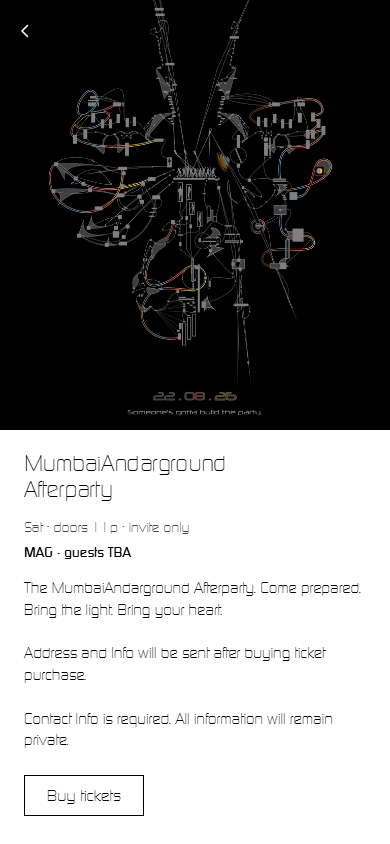 22.08.26
Someone's gotta build the party.
MumbaiAndarground
Afterparty
Sat · doors 11p · invite only
MAG · guests TBA
The MumbaiAndarground Afterparty. Come prepared.
Bring the light. Bring your heart.
Address and Info will be sent after buying ticket
purchase.
Contact Info is required. All information will remain
private.
Buy tickets